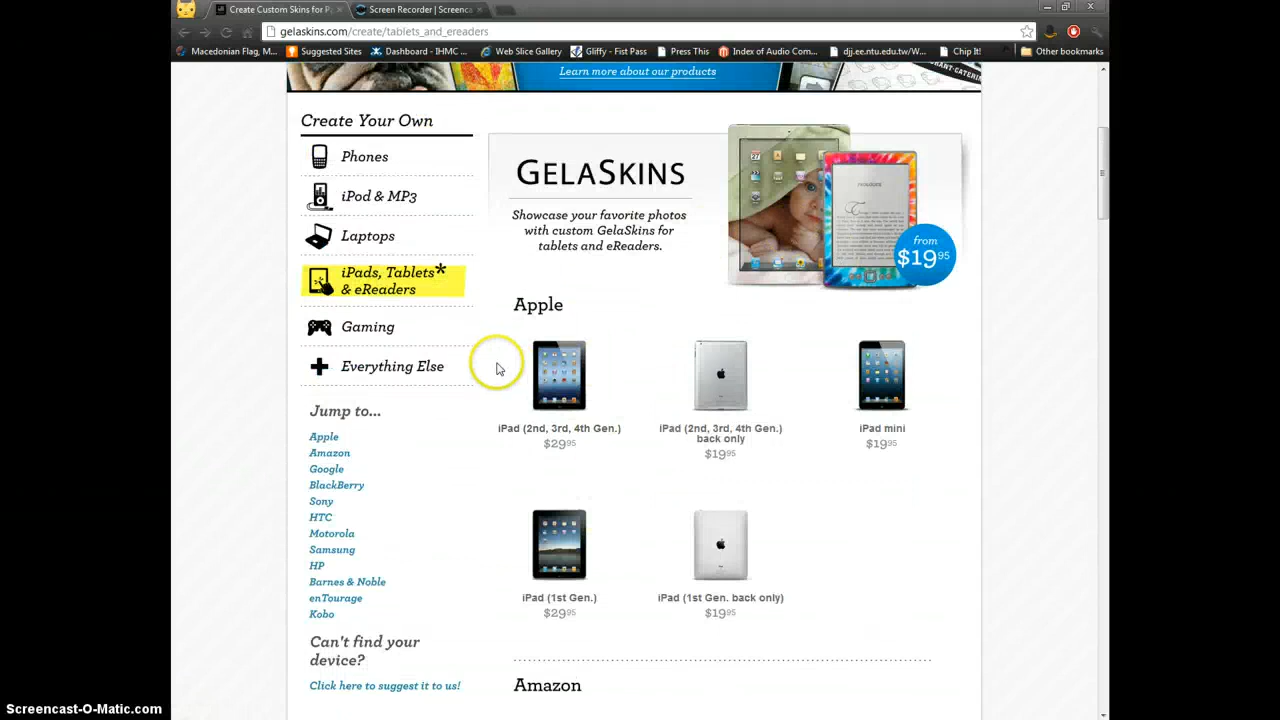 Create Custom Skins for P
Screen Recorder | Screenca
gelaskins.com/create/tablets_and_ereaders
Macedonian Flag, M...
Suggested Sites
Dashboard - IHMC ...
Web Slice Gallery
Gliffy - Fist Pass
Press This
Index of Audio Com...
djj.ee.ntu.edu.tw/W...
Chip It!
Other bookmarks
Learn more about our products
Create Your Own
Phones
iPod & MP3
Laptops
iPads, Tablets*
& eReaders
Gaming
Everything Else
Jump to...
Apple
Amazon
Google
BlackBerry
Sony
HTC
Motorola
Samsung
HP
Barnes & Noble
enTourage
Kobo
Can't find your
device?
Click here to suggest it to us!
GELASKINS
Showcase your favorite photos
with custom GelaSkins for
tablets and eReaders.
from
$19 95
Apple
iPad (2nd, 3rd, 4th Gen.)
$29 95
iPad (2nd, 3rd, 4th Gen.)
back only
$19 95
iPad mini
$19 95
iPad (1st Gen.)
$29 95
iPad (1st Gen. back only)
$19 95
Amazon
Screencast-O-Matic.com